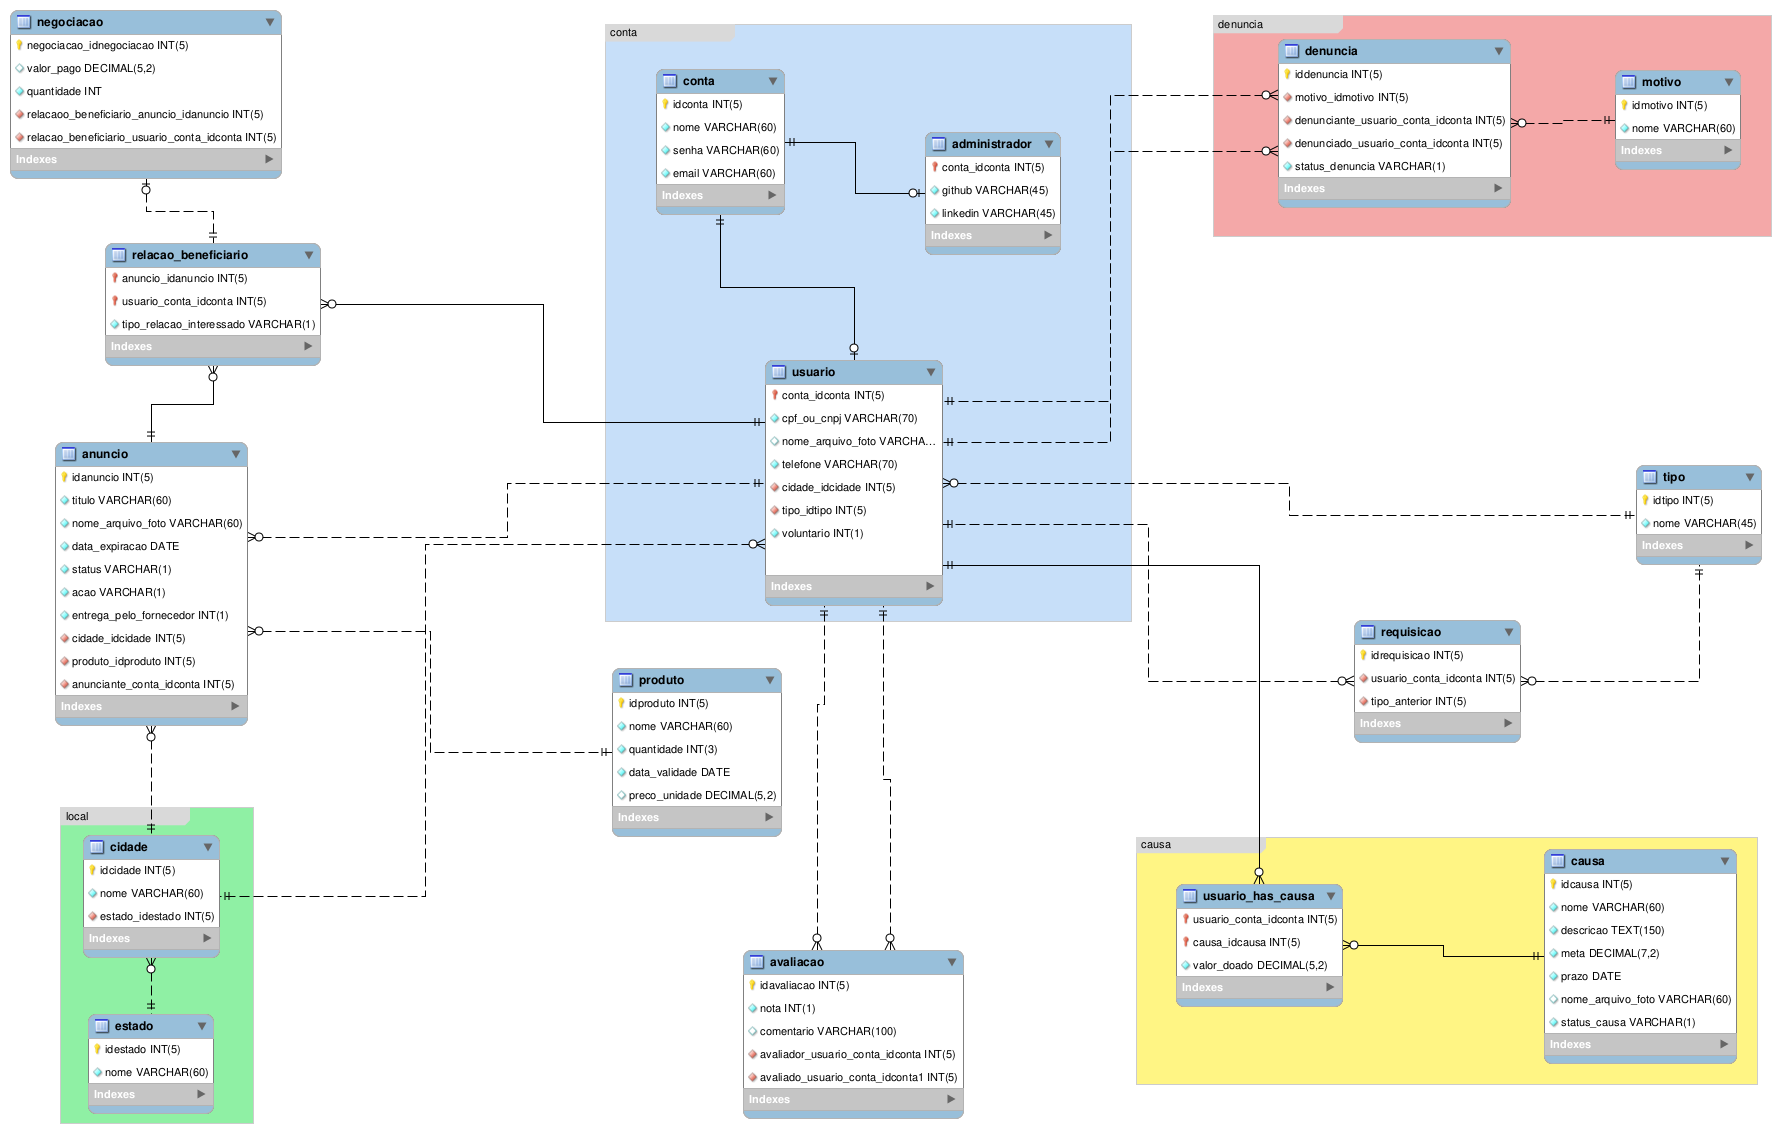 negociacao
negociacao_idnegociacao INT(5)
valor_pago DECIMAL(5,2)
quantidade INT
relacaoo_beneficiario_anuncio_idanuncio INT(5)
relacao_beneficiario_usuario_conta_idconta INT(5)
Indexes
relacao_beneficiario
anuncio_idanuncio INT(5)
usuario_conta_idconta INT(5)
tipo_relacao_interessado VARCHAR(1)
Indexes
anuncio
idanuncio INT(5)
titulo VARCHAR(60)
nome_arquivo_foto VARCHAR(60)
data_expiracao DATE
status VARCHAR(1)
acao VARCHAR(1)
entrega_pelo_fornecedor INT(1)
cidade_idcidade INT(5)
produto_idproduto INT(5)
anunciante_conta_idconta INT(5)
Indexes
local
cidade
idcidade INT(5)
nome VARCHAR(60)
estado_idestado INT(5)
Indexes
estado
idestado INT(5)
nome VARCHAR(60)
Indexes
conta
conta
idconta INT(5)
nome VARCHAR(60)
senha VARCHAR(60)
email VARCHAR(60)
Indexes
administrador
conta_idconta INT(5)
github VARCHAR(45)
linkedin VARCHAR(45)
Indexes
usuario
conta_idconta INT(5)
cpf_ou_cnpj VARCHAR(70)
nome_arquivo_foto VARCHA...
telefone VARCHAR(70)
cidade_idcidade INT(5)
tipo_idtipo INT(5)
voluntario INT(1)
Indexes
produto
idproduto INT(5)
nome VARCHAR(60)
quantidade INT(3)
data_validade DATE
preco_unidade DECIMAL(5,2)
Indexes
avaliacao
idavaliacao INT(5)
nota INT(1)
comentario VARCHAR(100)
avaliador_usuario_conta_idconta INT(5)
avaliado_usuario_conta_idconta1 INT(5)
Indexes
denuncia
denuncia
iddenuncia INT(5)
motivo_idmotivo INT(5)
denunciante_usuario_conta_idconta INT(5)
denunciado_usuario_conta_idconta INT(5)
status_denuncia VARCHAR(1)
Indexes
motivo
idmotivo INT(5)
nome VARCHAR(60)
Indexes
tipo
idtipo INT(5)
nome VARCHAR(45)
Indexes
requisicao
idrequisicao INT(5)
usuario_conta_idconta INT(5)
tipo_anterior INT(5)
Indexes
causa
usuario_has_causa
usuario_conta_idconta INT(5)
causa_idcausa INT(5)
valor_doado DECIMAL(5,2)
Indexes
causa
idcausa INT(5)
nome VARCHAR(60)
descricao TEXT(150)
meta DECIMAL(7,2)
prazo DATE
nome_arquivo_foto VARCHAR(60)
status_causa VARCHAR(1)
Indexes